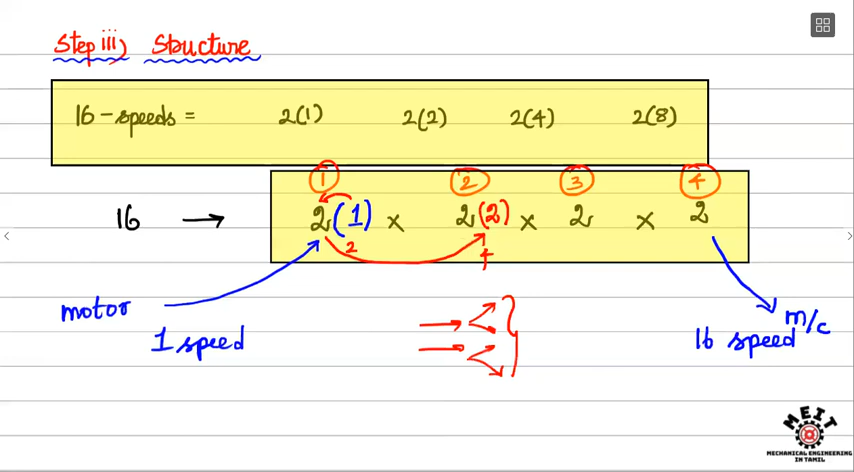 Step iii) Structure
16-speeds = 2(1) 2(2) 2(4) 2(8)
1 2 3 4
16 → 2(1) × 2(2) × 2 × 2
2 4
motor
1 speed
m/c
16 speed
MEIT
MECHANICAL ENGINEERING
IN TAMIL